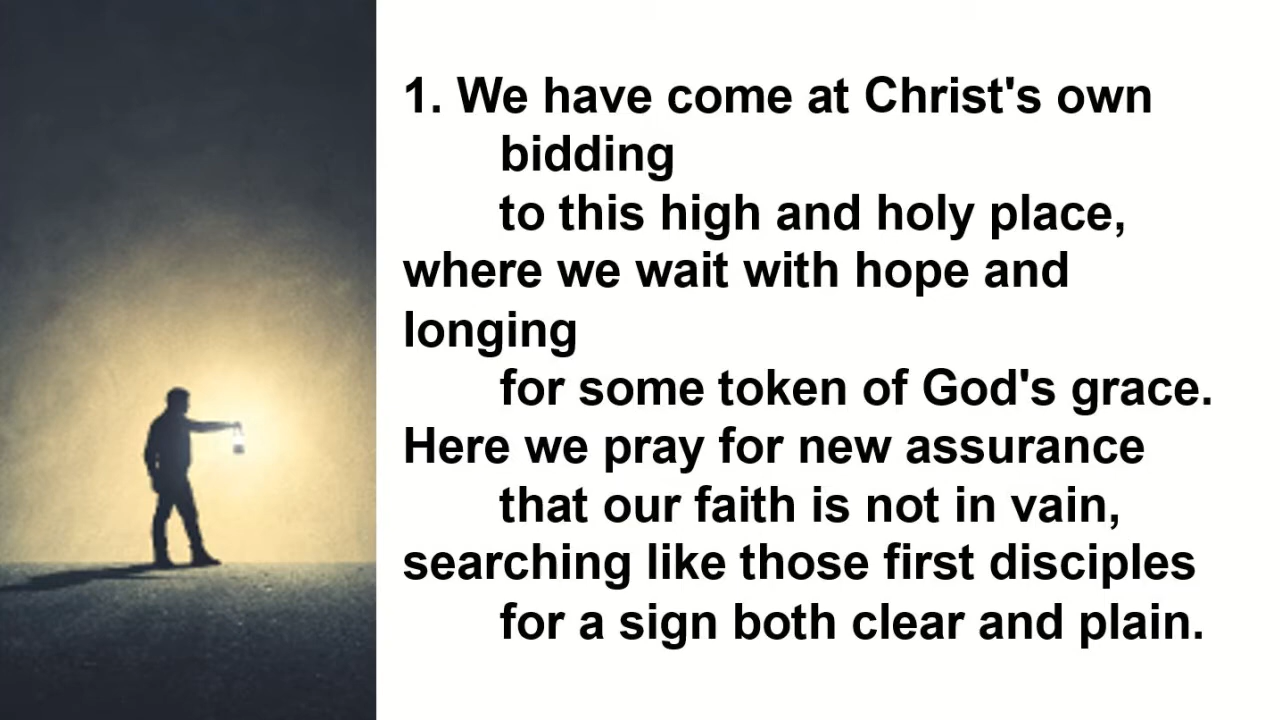 1. We have come at Christ's own
bidding
to this high and holy place,
where we wait with hope and
longing
for some token of God's grace.
Here we pray for new assurance
that our faith is not in vain,
searching like those first disciples
for a sign both clear and plain.